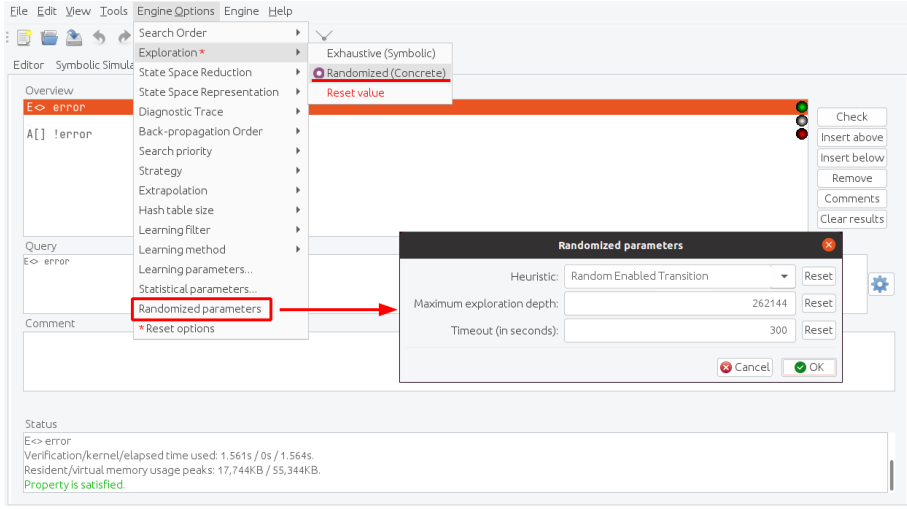 File Edit View Tools Engine Options Engine Help
Search Order
Exploration *
Exhaustive (Symbolic)
Randomized (Concrete)
Reset value
Editor Symbolic Simula
State Space Reduction
State Space Representation
Diagnostic Trace
Back-propagation Order
Search priority
Strategy
Extrapolation
Hash table size
Learning filter
Learning method
Learning parameters...
Statistical parameters...
Randomized parameters
* Reset options
Overview
E<> error
A[] !error
Check
Insert above
Insert below
Remove
Comments
Clear results
Query
E<> error
Randomized parameters
Heuristic: Random Enabled Transition Reset
Maximum exploration depth: 262144 Reset
Timeout (in seconds): 300 Reset
Cancel OK
Comment
Status
E<> error
Verification/kernel/elapsed time used: 1.561s / 0s / 1.564s.
Resident/virtual memory usage peaks: 17,744KB / 55,344KB.
Property is satisfied.